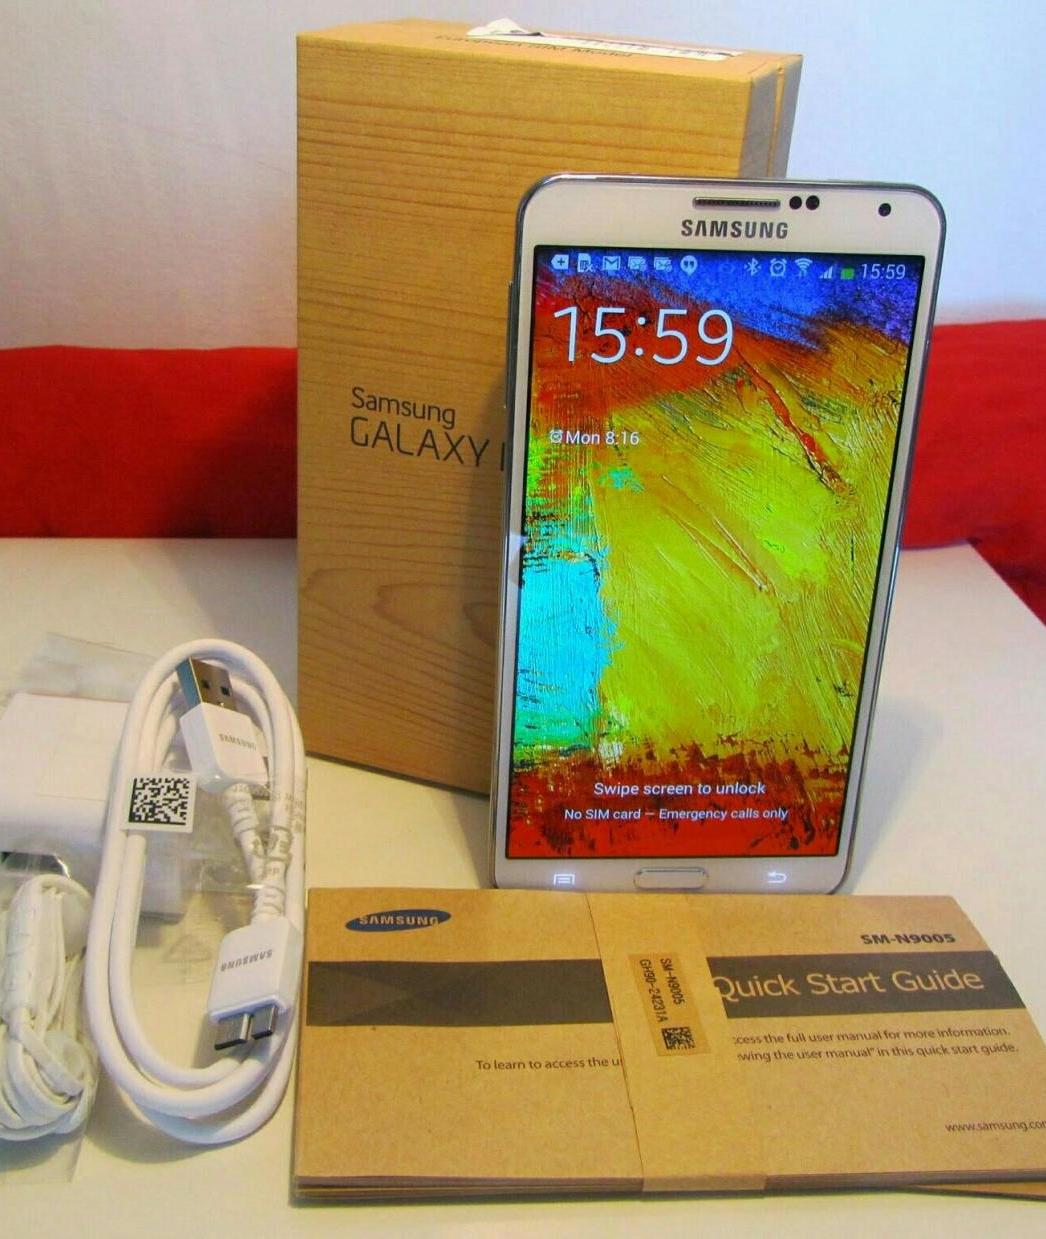 European SIM Model
Samsung
GALAXY
SAMSUNG
15:59
15:59
Mon 8:16
Swipe screen to unlock
No SIM card — Emergency calls only
SAMSUNG
SAMSUNG
SAMSUNG
SM-N9005
Quick Start Guide
SM-N9005
GH90-24231A
To learn to access the
ccess the full user manual for more information.
wing the user manual" in this quick start guide.
www.samsung.com